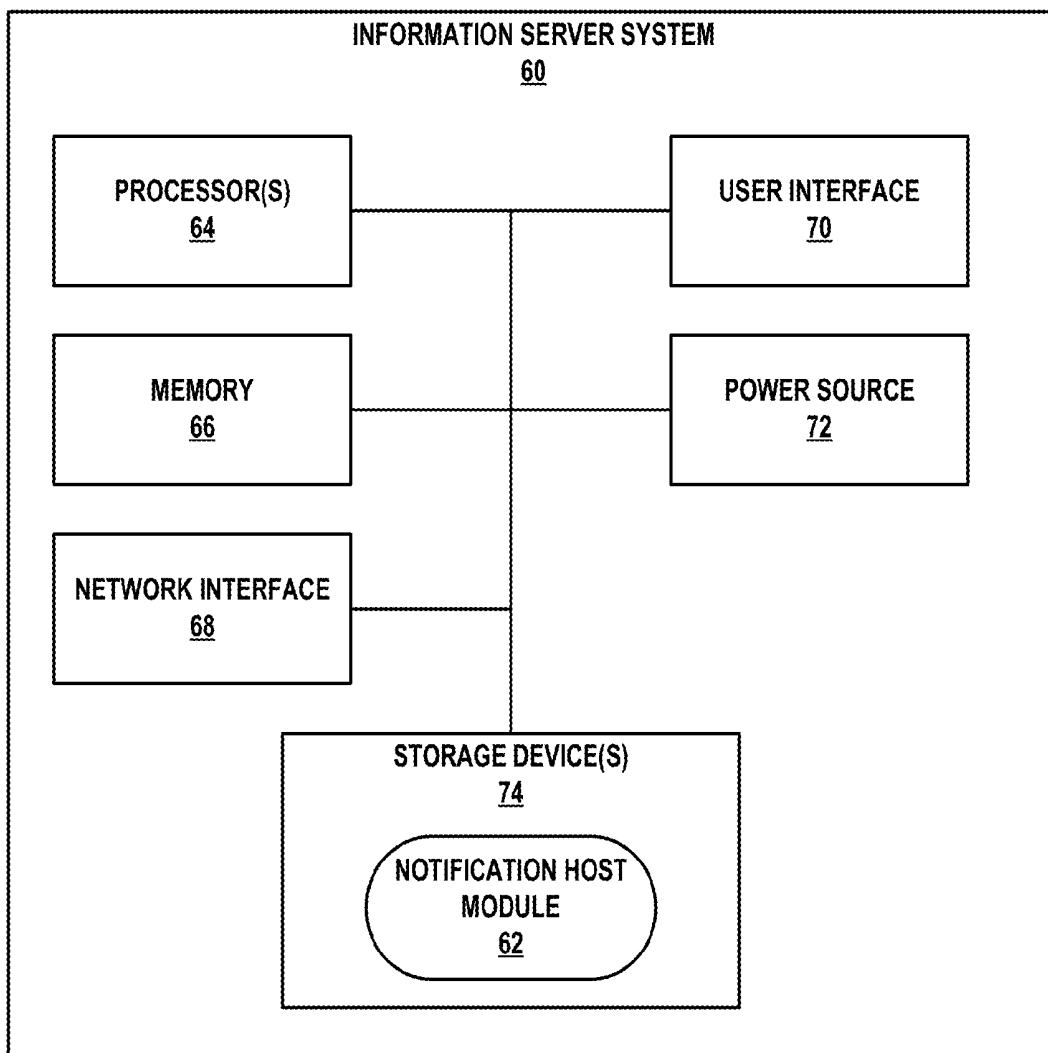 INFORMATION SERVER SYSTEM
60
PROCESSOR(S)
64
USER INTERFACE
70
MEMORY
66
POWER SOURCE
72
NETWORK INTERFACE
68
STORAGE DEVICE(S)
74
NOTIFICATION HOST
MODULE
62